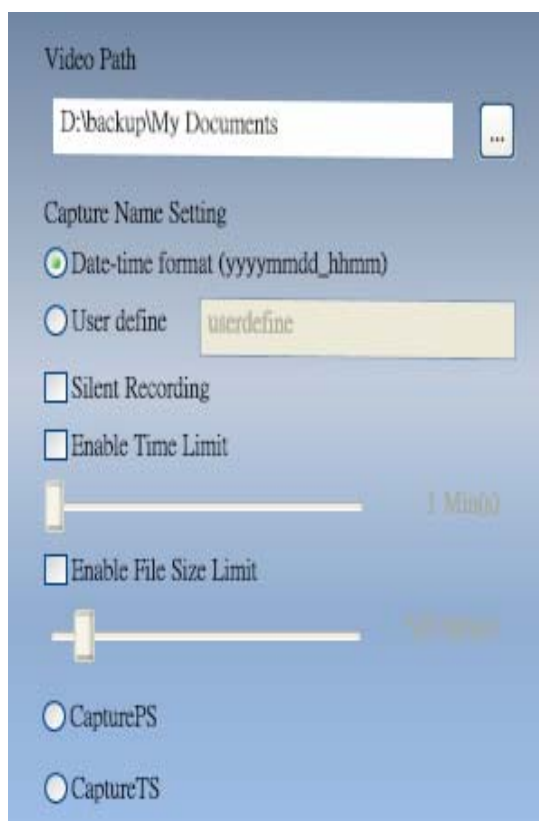 Video Path
D:\backup\My Documents
...
Capture Name Setting
Date-time format (yyyymmdd_hhmm)
User define
userdefine
Silent Recording
Enable Time Limit
1 Min(s)
Enable File Size Limit
CapturePS
CaptureTS